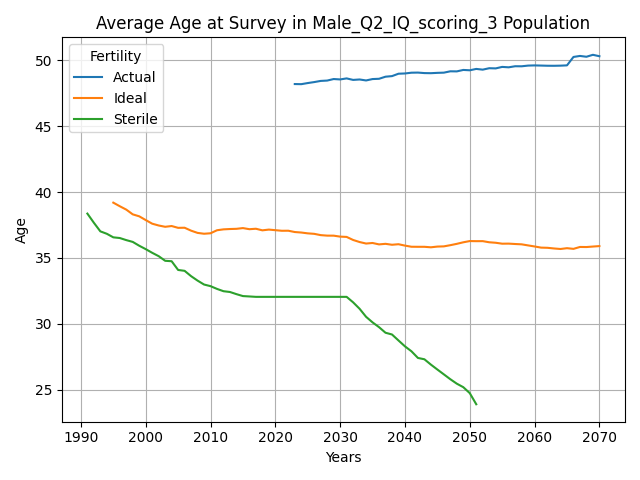 Average Age at Survey in Male_Q2_IQ_scoring_3 Population
Fertility
Actual
Ideal
Sterile
50
45
40
35
30
25
Age
1990 2000 2010 2020 2030 2040 2050 2060 2070
Years